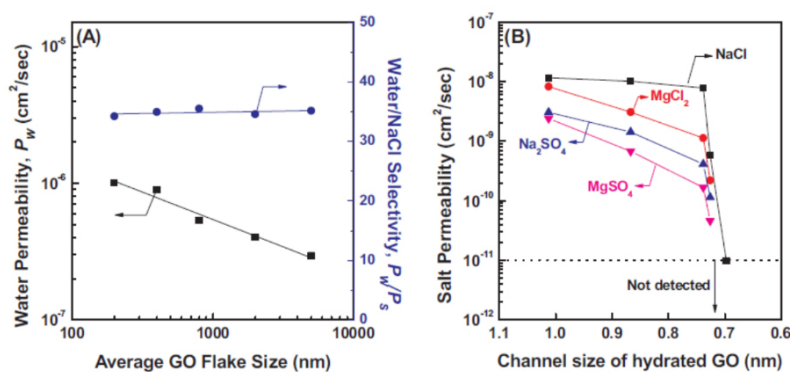 (A)
Water Permeability, P_w (cm²/sec)
10⁻⁵
10⁻⁶
10⁻⁷
100
1000
10000
Average GO Flake Size (nm)
50
40
30
20
10
0
Water/NaCl Selectivity, P_w/P_s
(B)
Salt Permeability (cm²/sec)
10⁻⁷
10⁻⁸
10⁻⁹
10⁻¹⁰
10⁻¹¹
10⁻¹²
NaCl
MgCl₂
Na₂SO₄
MgSO₄
Not detected
1.1
1.0
0.9
0.8
0.7
0.6
Channel size of hydrated GO (nm)